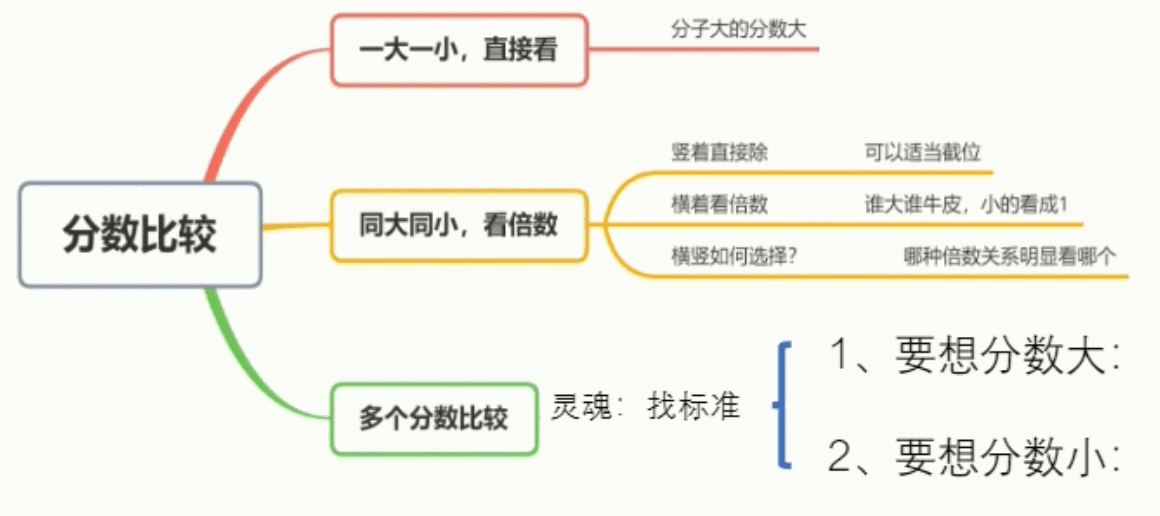 分数比较
一大一小，直接看
分子大的分数大
同大同小，看倍数
竖着直接除 可以适当截位
横着看倍数 谁大谁牛皮，小的看成1
横竖如何选择？ 哪种倍数关系明显看哪个
多个分数比较
灵魂：找标准
1、要想分数大：
2、要想分数小：